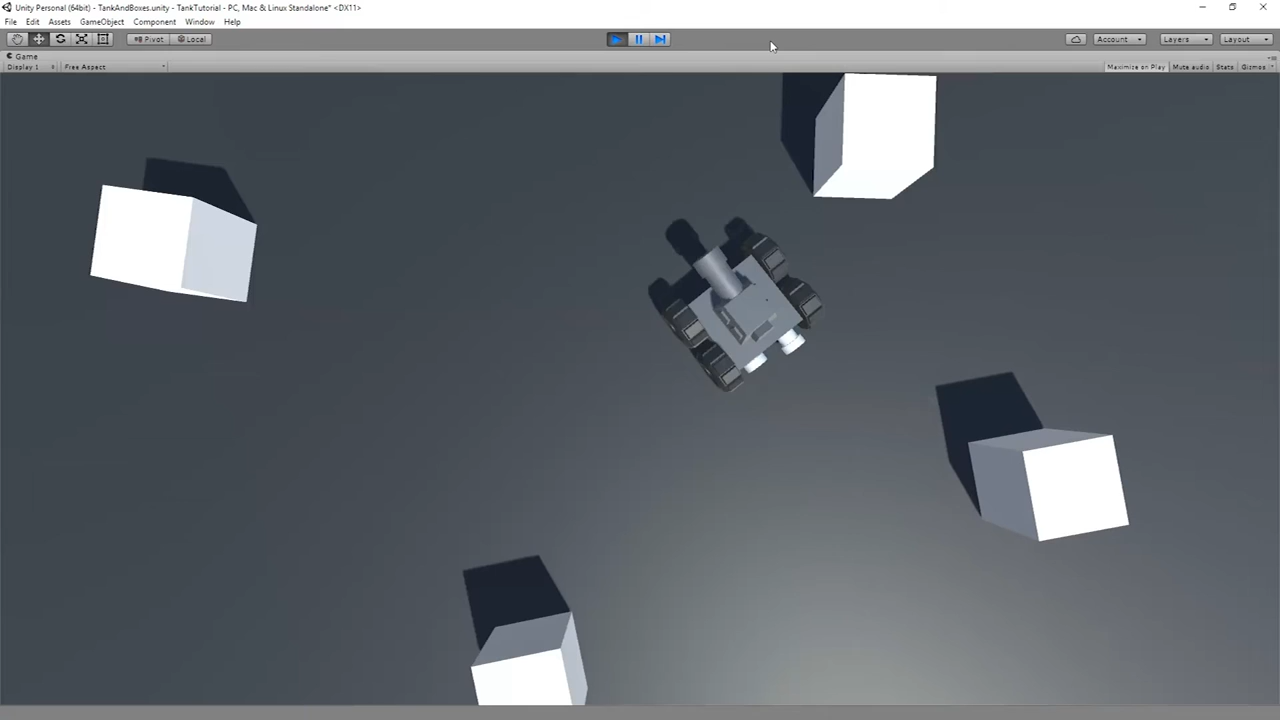 Unity Personal (64bit) - TankAndBoxes.unity - TankTutorial - PC, Mac & Linux Standalone* <DX11>
File Edit Assets GameObject Component Window Help
Pivot Local Account Layers Layout
Game
Display 1 Free Aspect Maximize on Play Mute audio Stats Gizmos